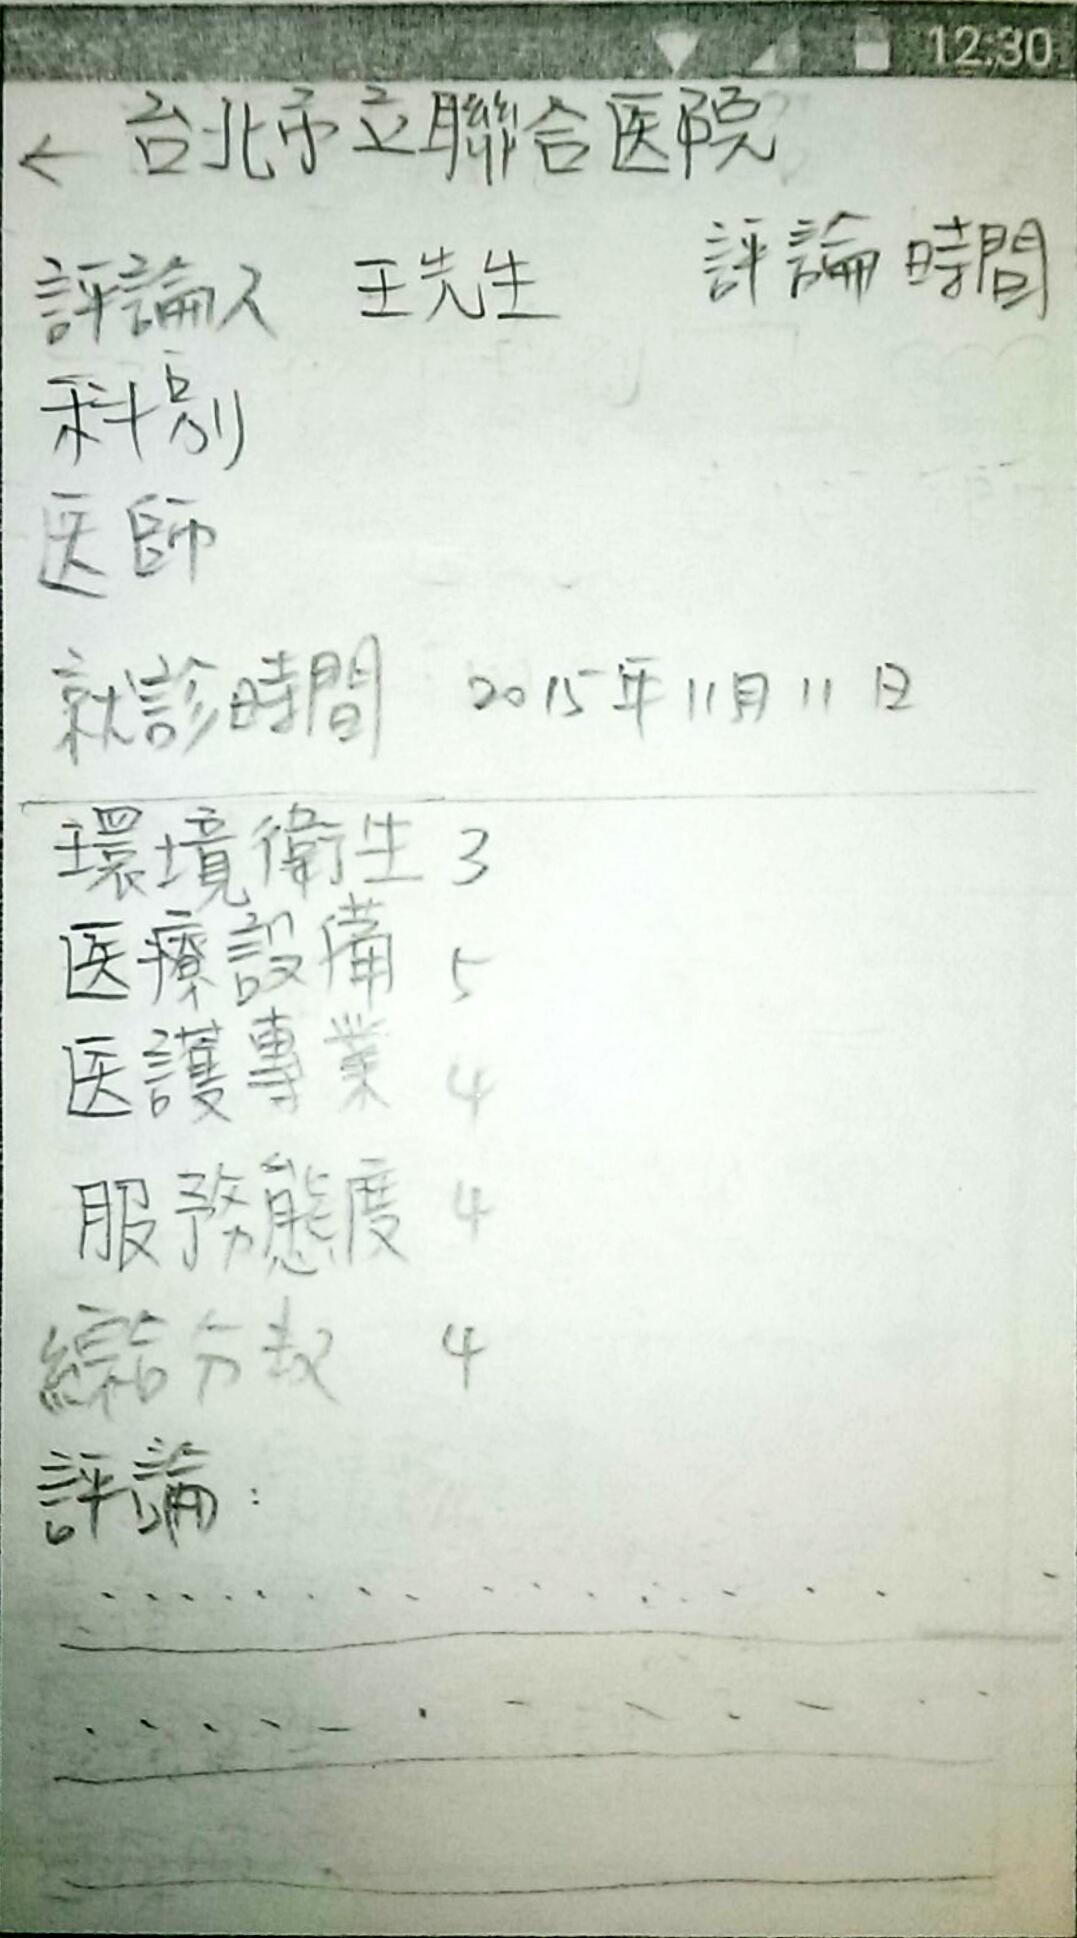 12:30
← 台北市立聯合医院
評論人 王先生 評論時間
科別
医師
就診時間 2015年11月11日
環境衛生 3
医療設備 5
医護專業 4
服務態度 4
綜合分数 4
評論：